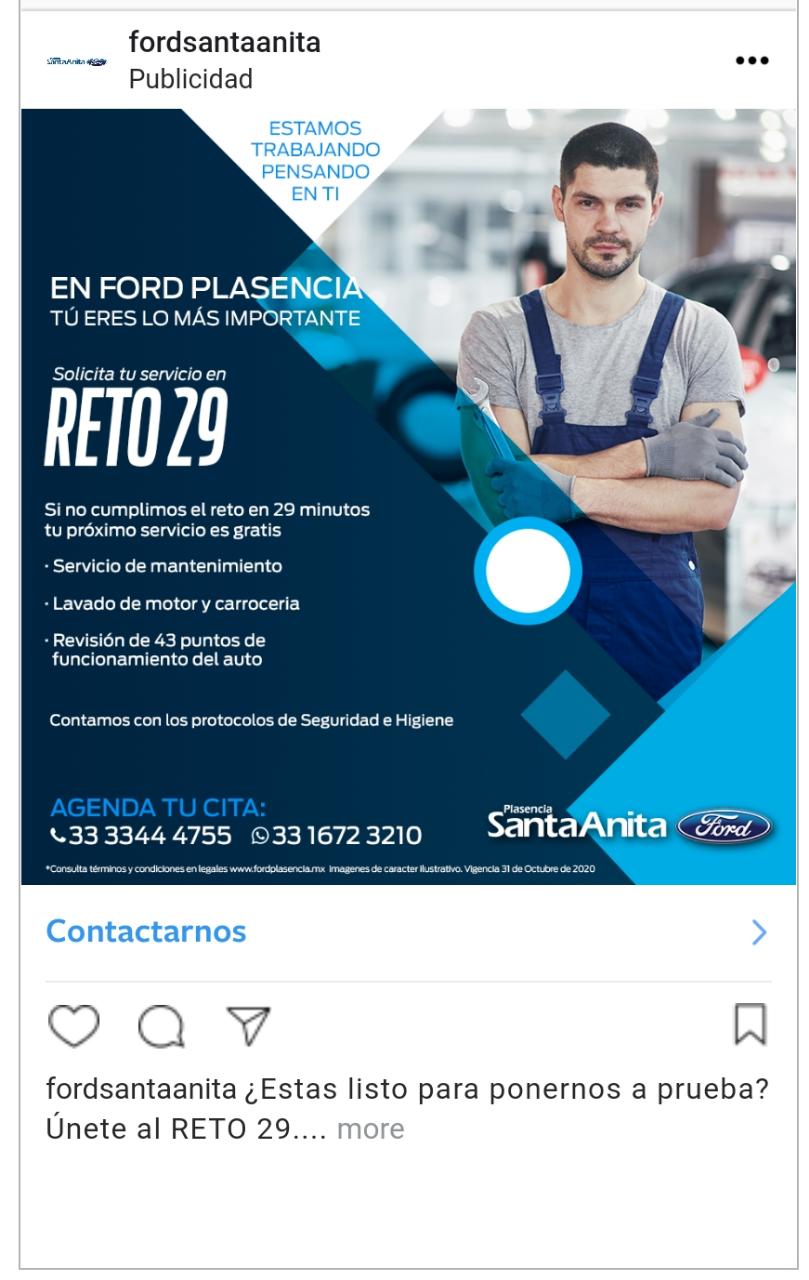 fordsantaanita
Publicidad
ESTAMOS
TRABAJANDO
PENSANDO
EN TI
EN FORD PLASENCIA
TÚ ERES LO MÁS IMPORTANTE
Solicita tu servicio en
RETO 29
Si no cumplimos el reto en 29 minutos
tu próximo servicio es gratis
· Servicio de mantenimiento
· Lavado de motor y carroceria
· Revisión de 43 puntos de
funcionamiento del auto
Contamos con los protocolos de Seguridad e Higiene
AGENDA TU CITA:
33 3344 4755 33 1672 3210
Plasencia
SantaAnita Ford
*Consulta términos y condiciones en legales www.fordplasencia.mx Imagenes de caracter ilustrativo. Vigencia 31 de Octubre de 2020
Contactarnos
fordsantaanita ¿Estas listo para ponernos a prueba?
Únete al RETO 29.... more